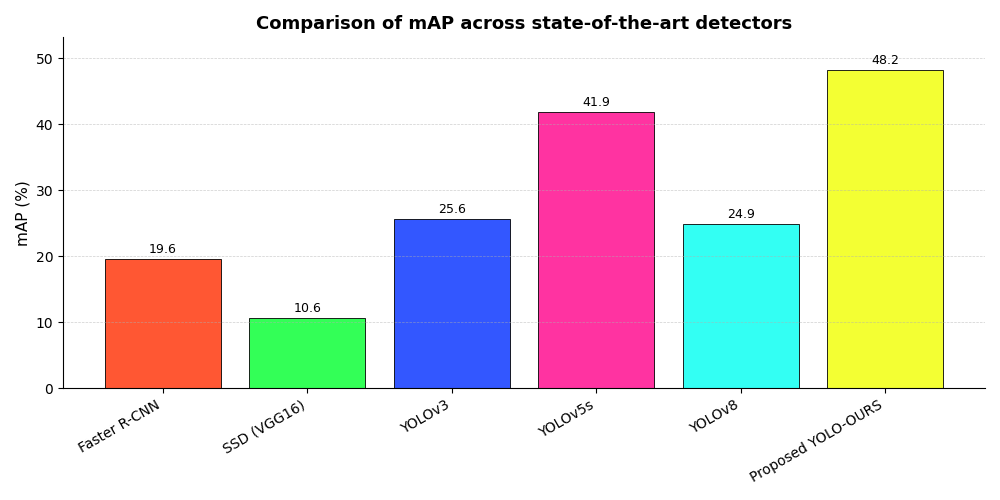 Comparison of mAP across state-of-the-art detectors
mAP (%)
50
40
30
20
10
0
19.6
10.6
25.6
41.9
24.9
48.2
Faster R-CNN
SSD (VGG16)
YOLOv3
YOLOv5s
YOLOv8
Proposed YOLO-OURS